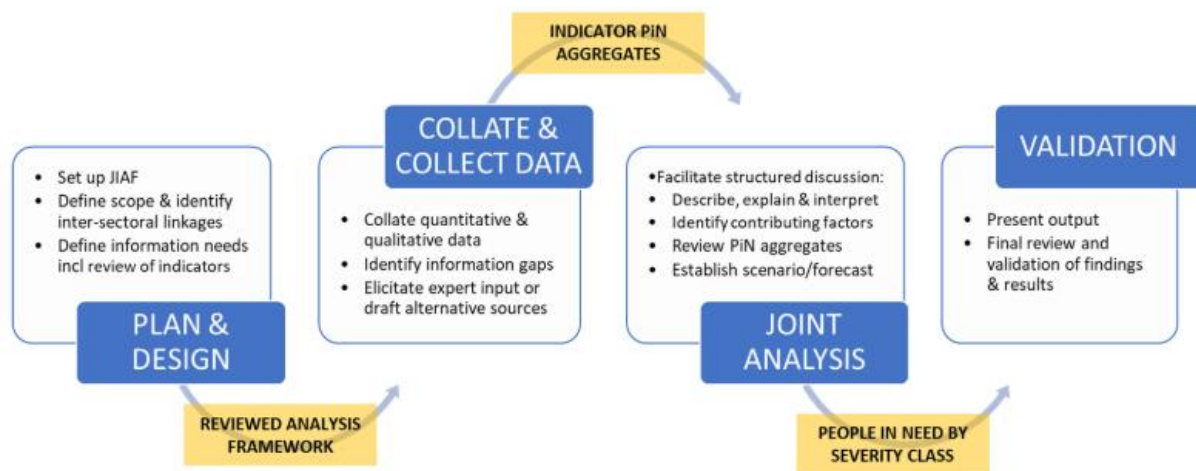 INDICATOR PiN
AGGREGATES
PLAN &
DESIGN
• Set up JIAF
• Define scope & identify
inter-sectoral linkages
• Define information needs
incl review of indicators
REVIEWED ANALYSIS
FRAMEWORK
COLLATE &
COLLECT DATA
• Collate quantitative &
qualitative data
• Identify information gaps
• Elicitate expert input or
draft alternative sources
•Facilitate structured discussion:
• Describe, explain & interpret
• Identify contributing factors
• Review PiN aggregates
• Establish scenario/forecast
JOINT
ANALYSIS
PEOPLE IN NEED BY
SEVERITY CLASS
VALIDATION
• Present output
• Final review and
validation of findings
& results